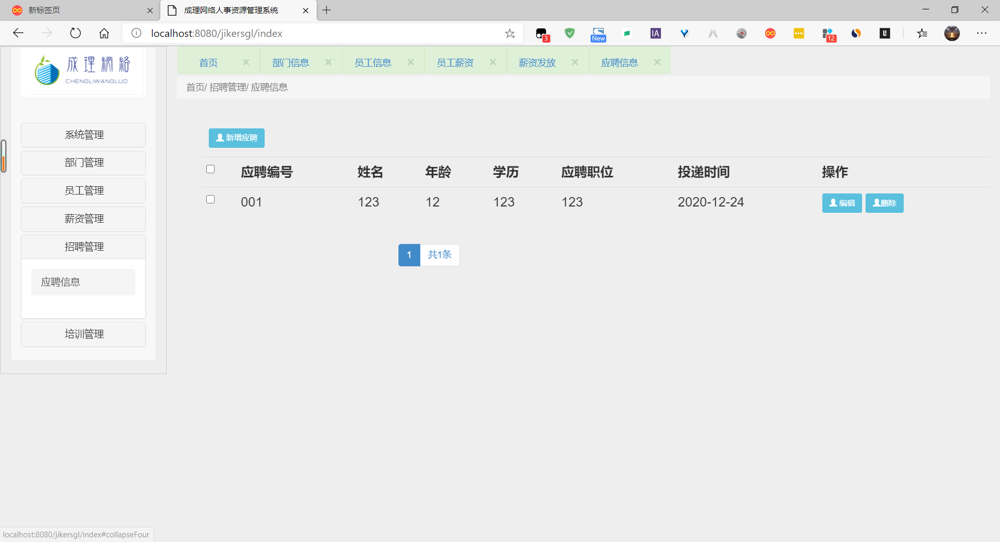 新标签页
成理网络人事资源管理系统
localhost:8080/jikersgl/index
3
New
IA
12
成理網絡
CHENGLIWANGLUO
首页 × 部门信息 × 员工信息 × 员工薪资 × 薪资发放 × 应聘信息 ×
首页/ 招聘管理/ 应聘信息
系统管理
部门管理
员工管理
薪资管理
招聘管理
应聘信息
培训管理
新增应聘
应聘编号 姓名 年龄 学历 应聘职位 投递时间 操作
001 123 12 123 123 2020-12-24 编辑 删除
1 共1条
localhost:8080/jikersgl/index#collapseFour